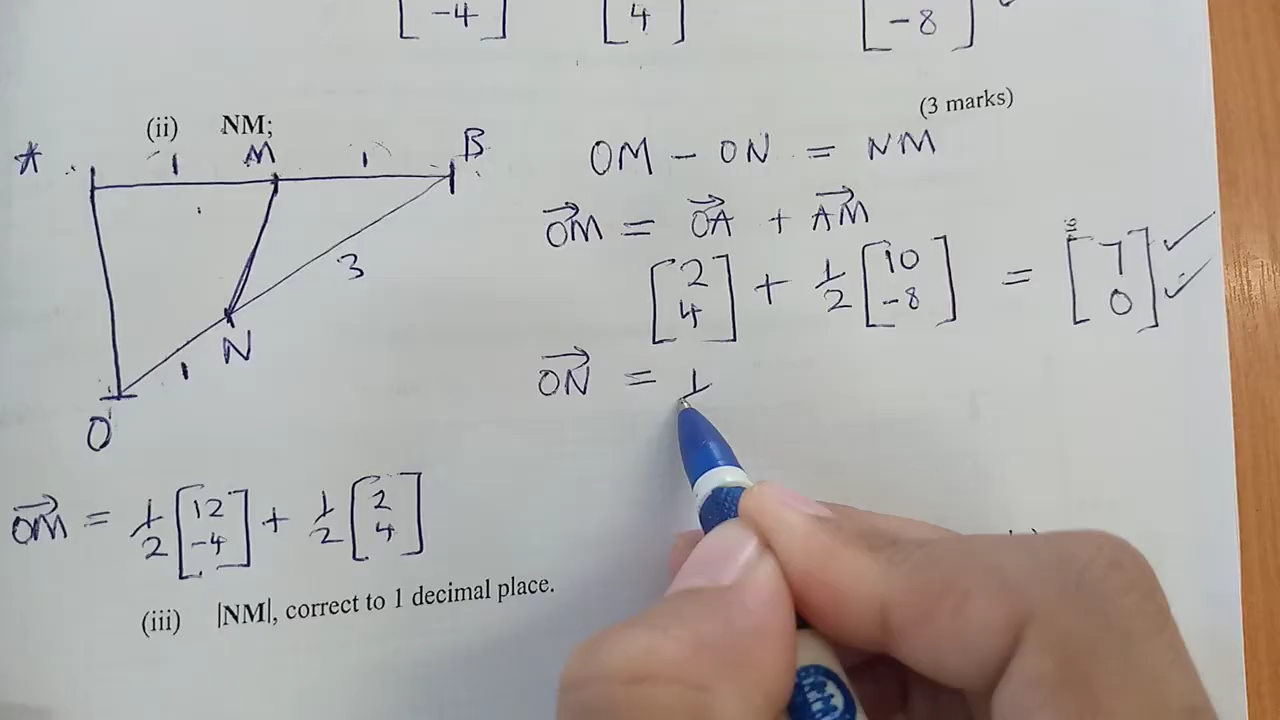 -4 4 -8
(3 marks)
(ii) NM;
A 1 M 1 B
3
N
1
O
OM - ON = NM
OM = OA + AM
[2 4] + 1/2 [10 -8] = [7 0]
ON = 1
OM = 1/2 [12 -4] + 1/2 [2 4]
(iii) |NM|, correct to 1 decimal place.